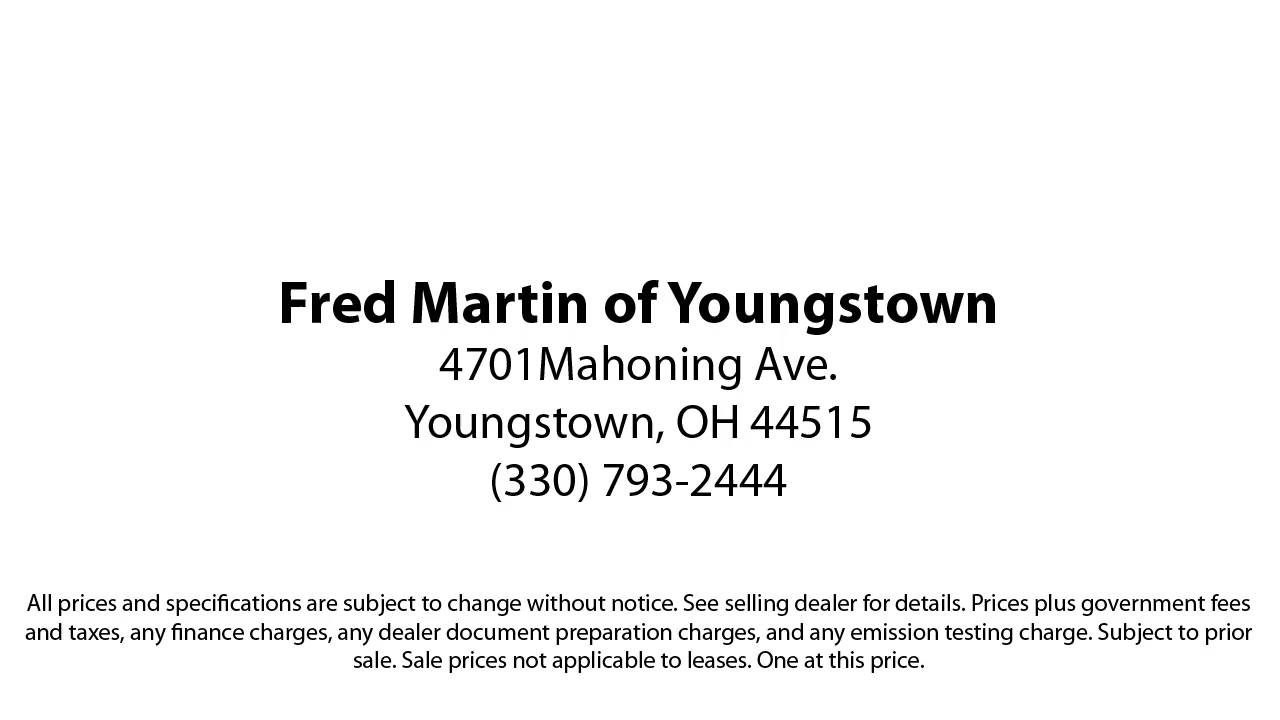 Fred Martin of Youngstown
4701Mahoning Ave.
Youngstown, OH 44515
(330) 793-2444
All prices and specifications are subject to change without notice. See selling dealer for details. Prices plus government fees
and taxes, any finance charges, any dealer document preparation charges, and any emission testing charge. Subject to prior
sale. Sale prices not applicable to leases. One at this price.